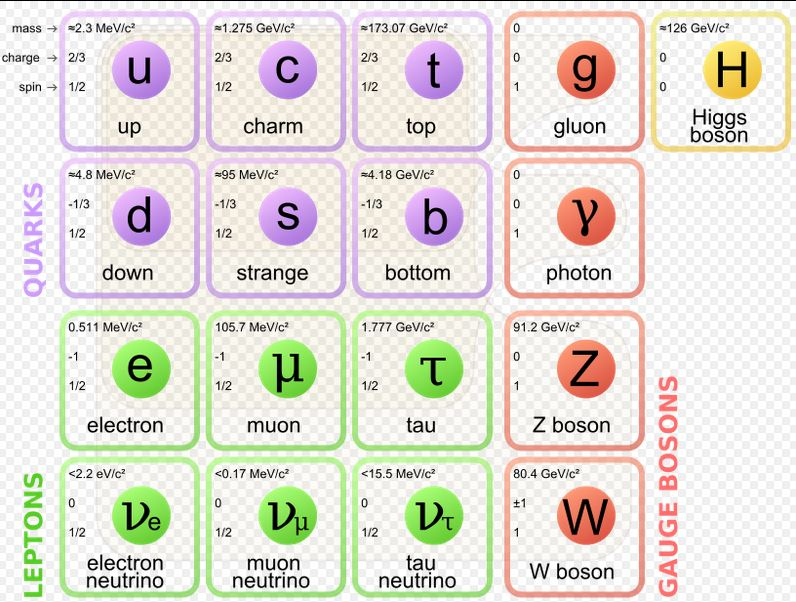 mass → ≈2.3 MeV/c²
charge → 2/3
spin → 1/2
u
up
≈1.275 GeV/c²
2/3
1/2
c
charm
≈173.07 GeV/c²
2/3
1/2
t
top
0
0
1
g
gluon
≈126 GeV/c²
0
0
H
Higgs
boson
QUARKS
≈4.8 MeV/c²
-1/3
1/2
d
down
≈95 MeV/c²
-1/3
1/2
s
strange
≈4.18 GeV/c²
-1/3
1/2
b
bottom
0
0
1
γ
photon
0.511 MeV/c²
-1
1/2
e
electron
105.7 MeV/c²
-1
1/2
μ
muon
1.777 GeV/c²
-1
1/2
τ
tau
91.2 GeV/c²
0
1
Z
Z boson
GAUGE BOSONS
LEPTONS
<2.2 eV/c²
0
1/2
νe
electron
neutrino
<0.17 MeV/c²
0
1/2
νμ
muon
neutrino
<15.5 MeV/c²
0
1/2
ντ
tau
neutrino
80.4 GeV/c²
±1
1
W
W boson